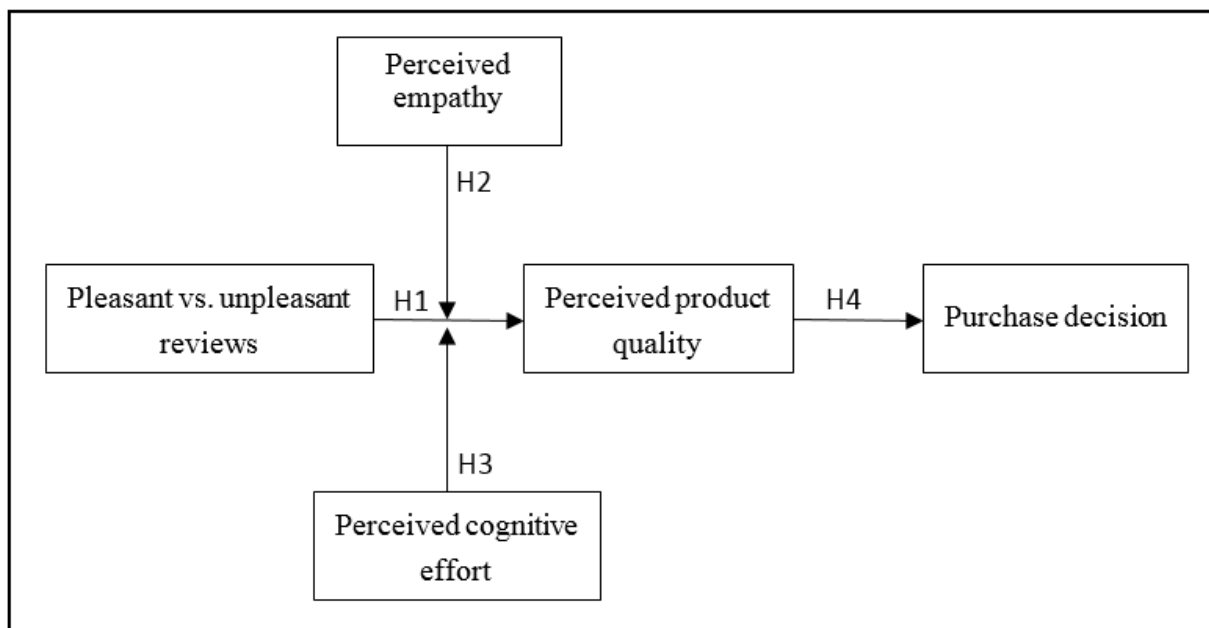 Perceived
empathy
H2
Pleasant vs. unpleasant
reviews
H1
Perceived product
quality
H4
Purchase decision
H3
Perceived cognitive
effort